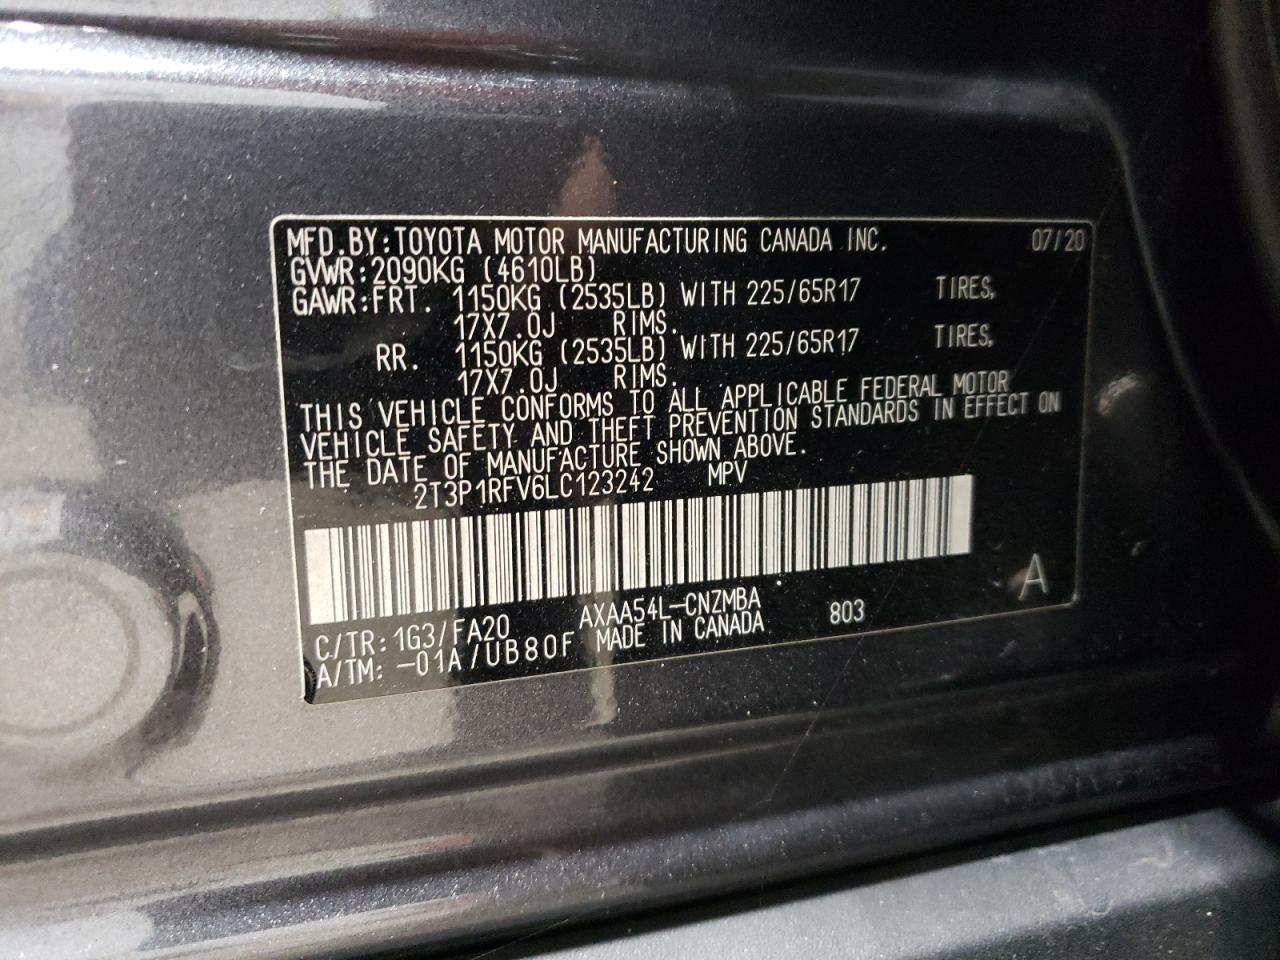 MFD.BY:TOYOTA MOTOR MANUFACTURING CANADA INC. 07/20
GVWR:2090KG (4610LB)
GAWR:FRT. 1150KG (2535LB) WITH 225/65R17 TIRES,
17X7.0J RIMS.
RR. 1150KG (2535LB) WITH 225/65R17 TIRES,
17X7.0J RIMS.
THIS VEHICLE CONFORMS TO ALL APPLICABLE FEDERAL MOTOR
VEHICLE SAFETY AND THEFT PREVENTION STANDARDS IN EFFECT ON
THE DATE OF MANUFACTURE SHOWN ABOVE.
2T3P1RFV6LC123242 MPV
A
C/TR:1G3/FA20 AXAA54L-CNZMBA 803
A/TM: -01A/UB80F MADE IN CANADA